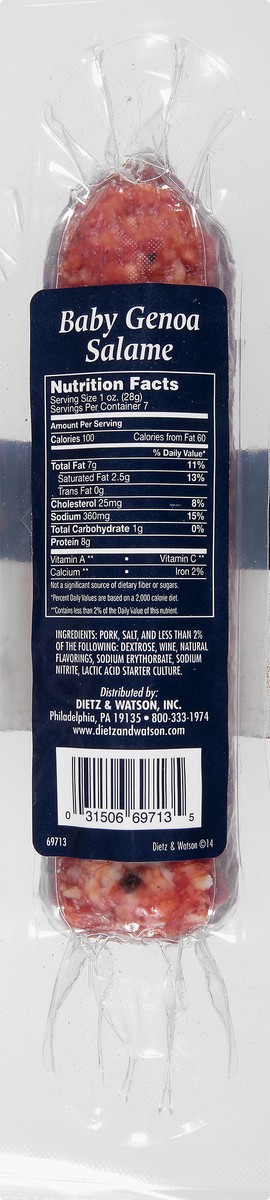 Baby Genoa
Salame
Nutrition Facts
Serving Size 1 oz. (28g)
Servings Per Container 7
Amount Per Serving
Calories 100 Calories from Fat 60
% Daily Value*
Total Fat 7g 11%
Saturated Fat 2.5g 13%
Trans Fat 0g
Cholesterol 25mg 8%
Sodium 360mg 15%
Total Carbohydrate 1g 0%
Protein 8g
Vitamin A ** • Vitamin C **
Calcium ** • Iron 2%
Not a significant source of dietary fiber or sugars.
*Percent Daily Values are based on a 2,000 calorie diet.
**Contains less than 2% of the Daily Value of this nutrient.
INGREDIENTS: PORK, SALT, AND LESS THAN 2%
OF THE FOLLOWING: DEXTROSE, WINE, NATURAL
FLAVORINGS, SODIUM ERYTHORBATE, SODIUM
NITRITE, LACTIC ACID STARTER CULTURE.
Distributed by:
DIETZ & WATSON, INC.
Philadelphia, PA 19135 • 800-333-1974
www.dietzandwatson.com
0 31506 69713 5
69713 Dietz & Watson ©14